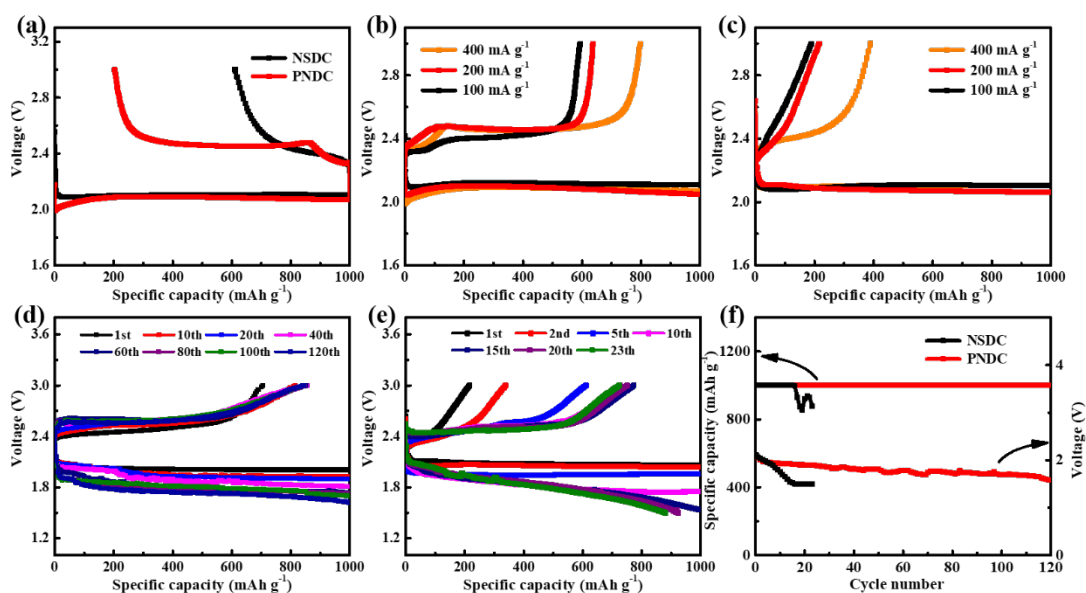 (a)
NSDC
PNDC
3.2
2.8
2.4
2.0
1.6
Voltage (V)
0 200 400 600 800 1000
Specific capacity (mAh g⁻¹)
(b)
400 mA g⁻¹
200 mA g⁻¹
100 mA g⁻¹
3.2
2.8
2.4
2.0
1.6
Voltage (V)
0 200 400 600 800 1000
Specific capacity (mAh g⁻¹)
(c)
400 mA g⁻¹
200 mA g⁻¹
100 mA g⁻¹
3.2
2.8
2.4
2.0
1.6
Voltage (V)
0 200 400 600 800 1000
Sepcific capacity (mAh g⁻¹)
(d)
1st 10th 20th 40th
60th 80th 100th 120th
3.6
3.0
2.4
1.8
1.2
Voltage (V)
0 200 400 600 800 1000
Specific capacity (mAh g⁻¹)
(e)
1st 2nd 5th 10th
15th 20th 23th
3.6
3.0
2.4
1.8
1.2
Voltage (V)
0 200 400 600 800 1000
Specific capacity (mAh g⁻¹)
(f)
NSDC
PNDC
1200
1000
800
600
400
0
Specific capacity (mAh g⁻¹)
6
4
2
0
Voltage (V)
0 20 40 60 80 100 120
Cycle number